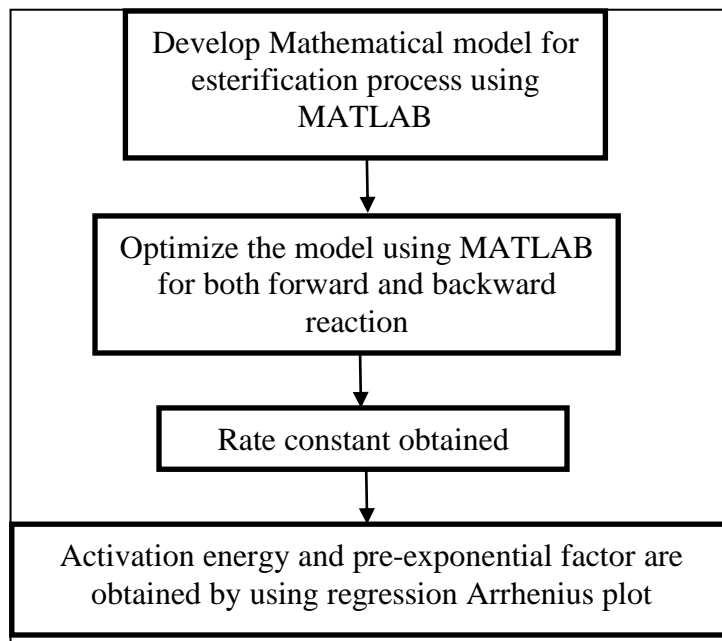 Develop Mathematical model for
esterification process using
MATLAB
Optimize the model using MATLAB
for both forward and backward
reaction
Rate constant obtained
Activation energy and pre-exponential factor are
obtained by using regression Arrhenius plot